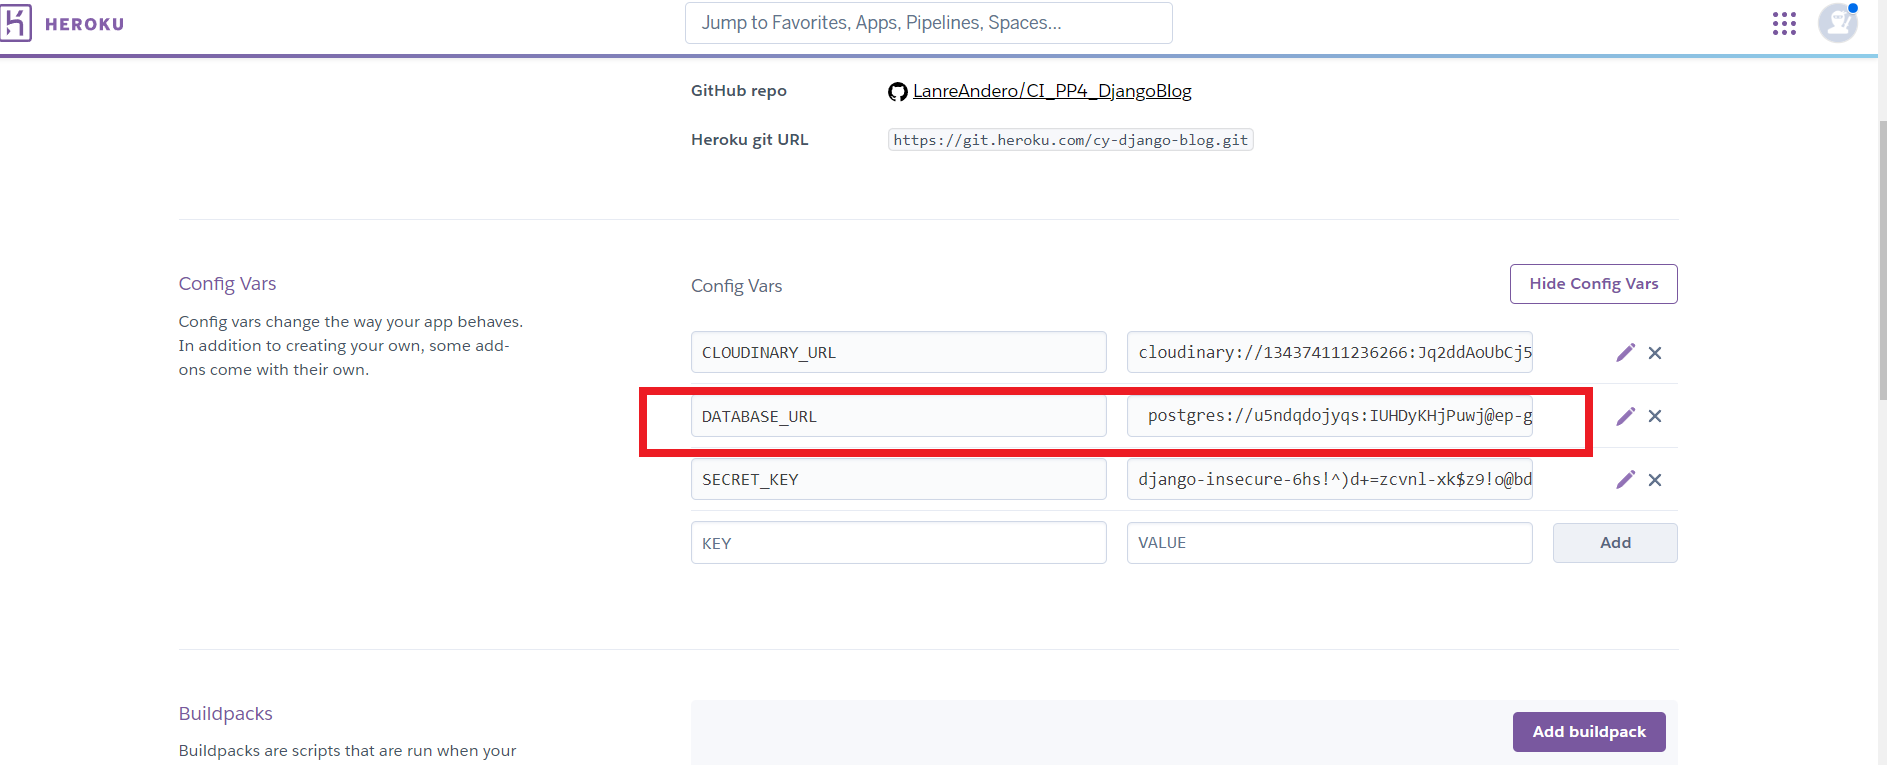 HEROKU
Jump to Favorites, Apps, Pipelines, Spaces...
GitHub repo
LanreAndero/CI_PP4_DjangoBlog
Heroku git URL
https://git.heroku.com/cy-django-blog.git
Config Vars
Config vars change the way your app behaves.
In addition to creating your own, some add-
ons come with their own.
Config Vars
Hide Config Vars
CLOUDINARY_URL
cloudinary://134374111236266:Jq2ddAoUbCj5
DATABASE_URL
postgres://u5ndqdojyqs:IUHDyKHjPuwj@ep-g
SECRET_KEY
django-insecure-6hs!^)d+=zcvnl-xk$z9!o@bd
KEY
VALUE
Add
Buildpacks
Buildpacks are scripts that are run when your
Add buildpack